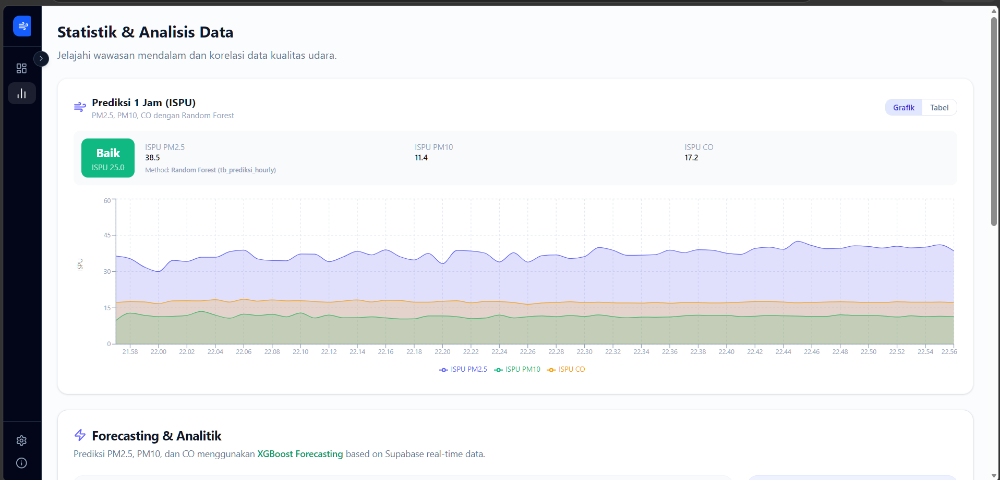 Statistik & Analisis Data
Jelajahi wawasan mendalam dan korelasi data kualitas udara.
Prediksi 1 Jam (ISPU)
PM2.5, PM10, CO dengan Random Forest
Grafik Tabel
Baik
ISPU 25.0
ISPU PM2.5
38.5
Method: Random Forest (tb_prediksi_hourly)
ISPU PM10
11.4
ISPU CO
17.2
60
45
30
15
0
ISPU
21.58 22.00 22.02 22.04 22.06 22.08 22.10 22.12 22.14 22.16 22.18 22.20 22.22 22.24 22.26 22.28 22.30 22.32 22.34 22.36 22.38 22.40 22.42 22.44 22.46 22.48 22.50 22.52 22.54 22.56
ISPU PM2.5 ISPU PM10 ISPU CO
Forecasting & Analitik
Prediksi PM2.5, PM10, dan CO menggunakan XGBoost Forecasting based on Supabase real-time data.